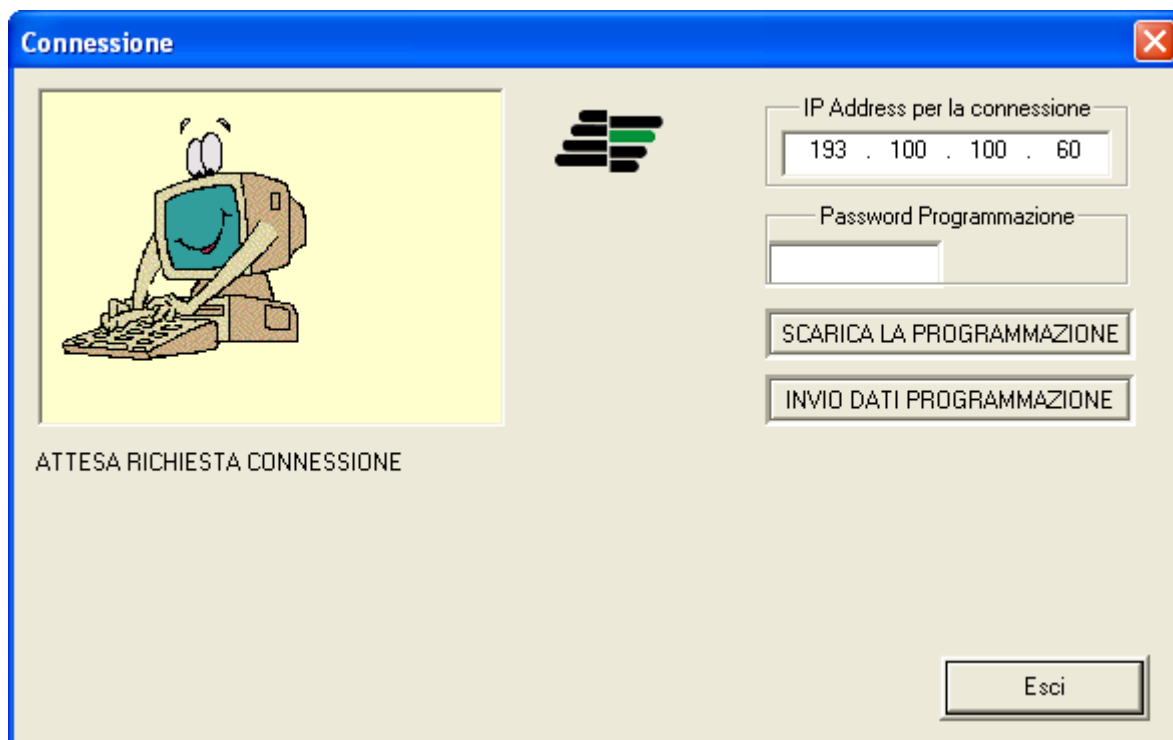 Connessione
IP Address per la connessione
193 . 100 . 100 . 60
Password Programmazione
SCARICA LA PROGRAMMAZIONE
INVIO DATI PROGRAMMAZIONE
ATTESA RICHIESTA CONNESSIONE
Esci